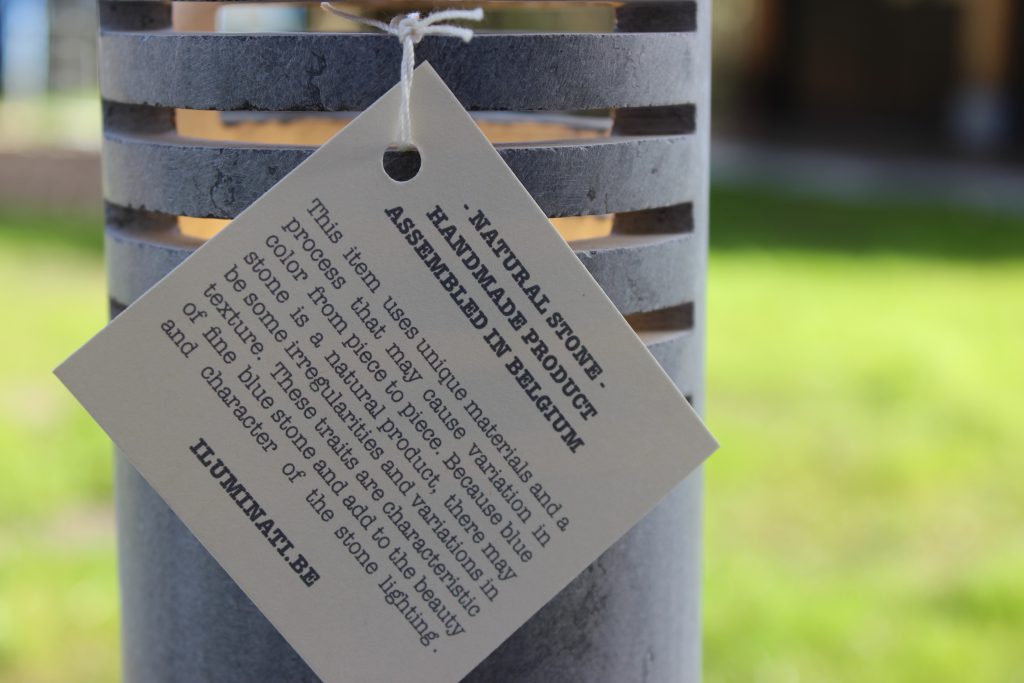 - NATURAL STONE -
HANDMADE PRODUCT
ASSEMBLED IN BELGIUM
This item uses unique materials and a
process that may cause variation in
color from piece to piece. Because blue
stone is a natural product, there may
be some irregularities and variations in
texture. These traits are characteristic
of fine blue stone and add to the beauty
and character of the stone lighting.
ILUMINATI.BE